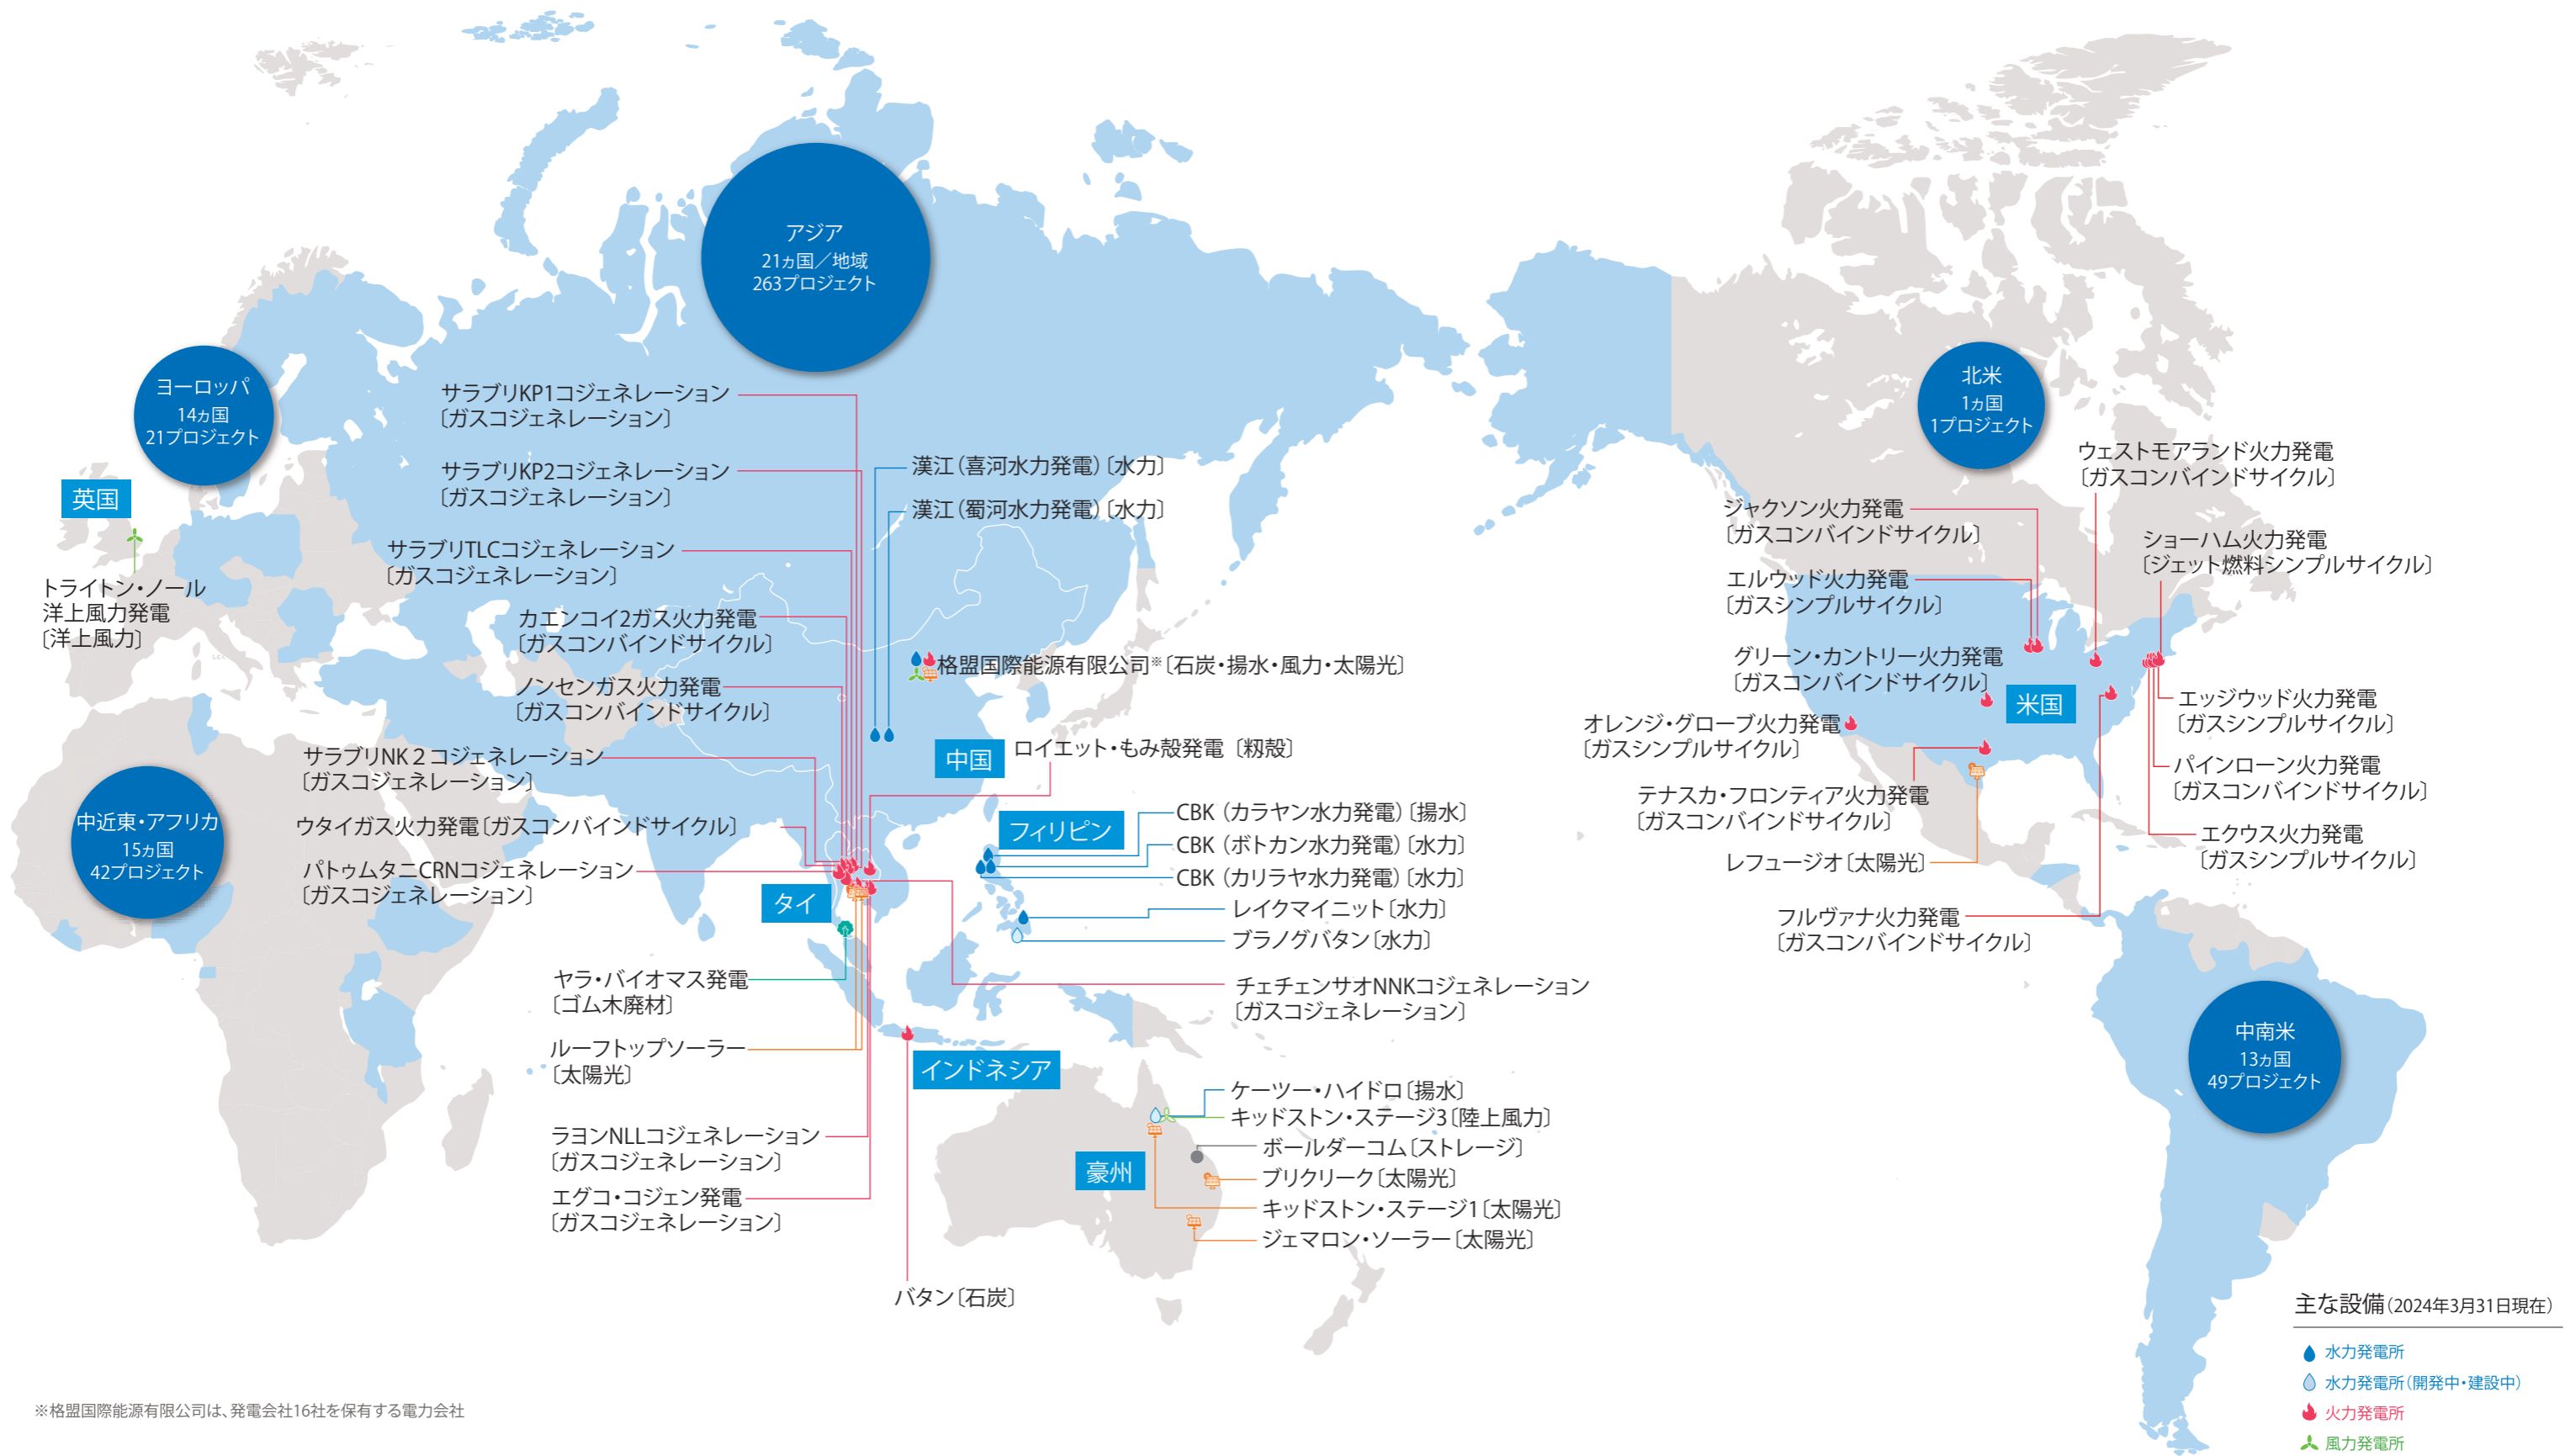 アジア
21ヵ国／地域
263プロジェクト
ヨーロッパ
14ヵ国
21プロジェクト
北米
1ヵ国
1プロジェクト
中近東・アフリカ
15ヵ国
42プロジェクト
中南米
13ヵ国
49プロジェクト
英国
トライトン・ノール
洋上風力発電
〔洋上風力〕
サラブリKP1コジェネレーション
〔ガスコジェネレーション〕
サラブリKP2コジェネレーション
〔ガスコジェネレーション〕
サラブリTLCコジェネレーション
〔ガスコジェネレーション〕
カエンコイ2ガス火力発電
〔ガスコンバインドサイクル〕
ノンセンガス火力発電
〔ガスコンバインドサイクル〕
サラブリNK２コジェネレーション
〔ガスコジェネレーション〕
ウタイガス火力発電〔ガスコンバインドサイクル〕
パトゥムタニCRNコジェネレーション
〔ガスコジェネレーション〕
タイ
ヤラ・バイオマス発電
〔ゴム木廃材〕
ルーフトップソーラー
〔太陽光〕
ラヨンNLLコジェネレーション
〔ガスコジェネレーション〕
エグコ・コジェン発電
〔ガスコジェネレーション〕
漢江（喜河水力発電）〔水力〕
漢江（蜀河水力発電）〔水力〕
格盟国際能源有限公司※〔石炭・揚水・風力・太陽光〕
中国
ロイエット・もみ殻発電〔籾殻〕
フィリピン
CBK（カラヤン水力発電）〔揚水〕
CBK（ボトカン水力発電）〔水力〕
CBK（カリラヤ水力発電）〔水力〕
レイクマイニット〔水力〕
ブラノグバタン〔水力〕
チェチェンサオNNKコジェネレーション
〔ガスコジェネレーション〕
インドネシア
バタン〔石炭〕
豪州
ケーツー・ハイドロ〔揚水〕
キッドストン・ステージ3〔陸上風力〕
ボールダーコム〔ストレージ〕
ブリクリーク〔太陽光〕
キッドストン・ステージ1〔太陽光〕
ジェマロン・ソーラー〔太陽光〕
ウェストモアランド火力発電
〔ガスコンバインドサイクル〕
ジャクソン火力発電
〔ガスコンバインドサイクル〕
ショーハム火力発電
〔ジェット燃料シンプルサイクル〕
エルウッド火力発電
〔ガスシンプルサイクル〕
グリーン・カントリー火力発電
〔ガスコンバインドサイクル〕
米国
オレンジ・グローブ火力発電
〔ガスシンプルサイクル〕
エッジウッド火力発電
〔ガスシンプルサイクル〕
パインローン火力発電
〔ガスコンバインドサイクル〕
テナスカ・フロンティア火力発電
〔ガスコンバインドサイクル〕
エクウス火力発電
〔ガスシンプルサイクル〕
レフュージオ〔太陽光〕
フルヴァナ火力発電
〔ガスコンバインドサイクル〕
主な設備（2024年3月31日現在）
水力発電所
水力発電所（開発中・建設中）
火力発電所
風力発電所
※格盟国際能源有限公司は、発電会社16社を保有する電力会社